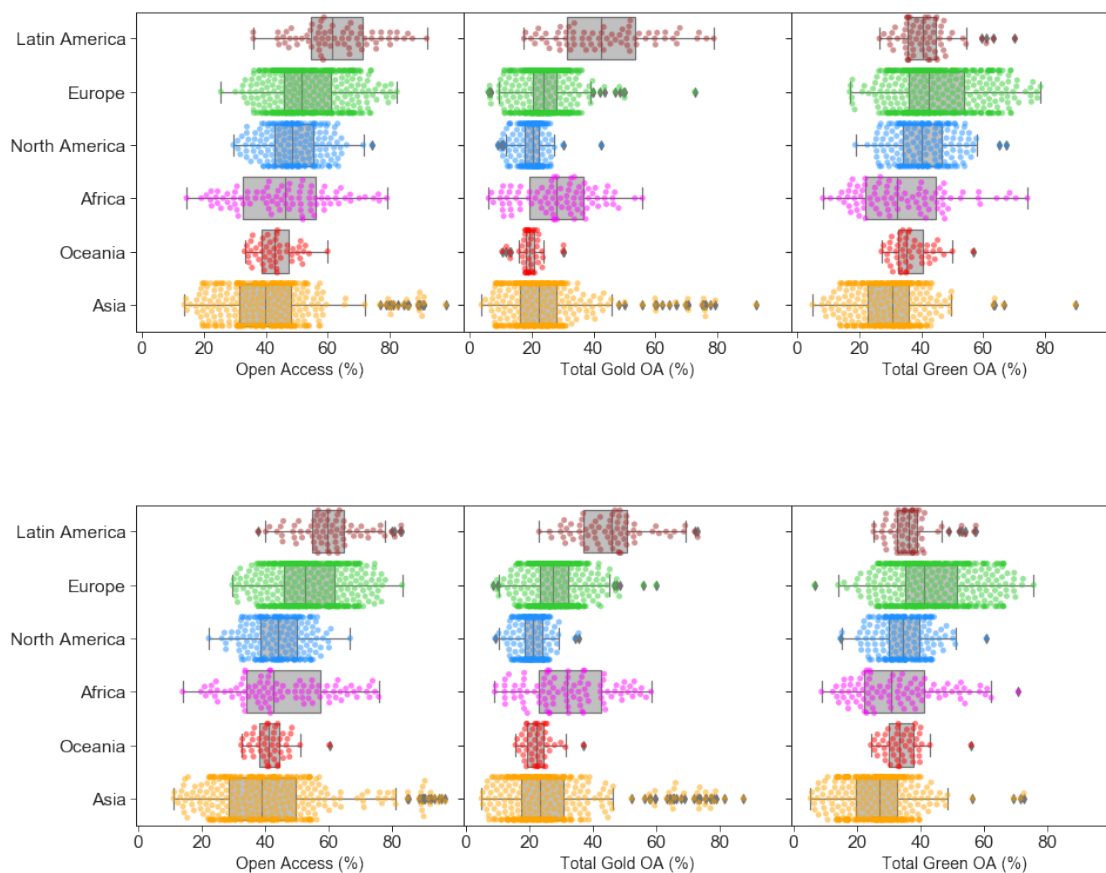 Latin America
Europe
North America
Africa
Oceania
Asia
0 20 40 60 80 0 20 40 60 80 0 20 40 60 80
Open Access (%) Total Gold OA (%) Total Green OA (%)
Latin America
Europe
North America
Africa
Oceania
Asia
0 20 40 60 80 0 20 40 60 80 0 20 40 60 80
Open Access (%) Total Gold OA (%) Total Green OA (%)